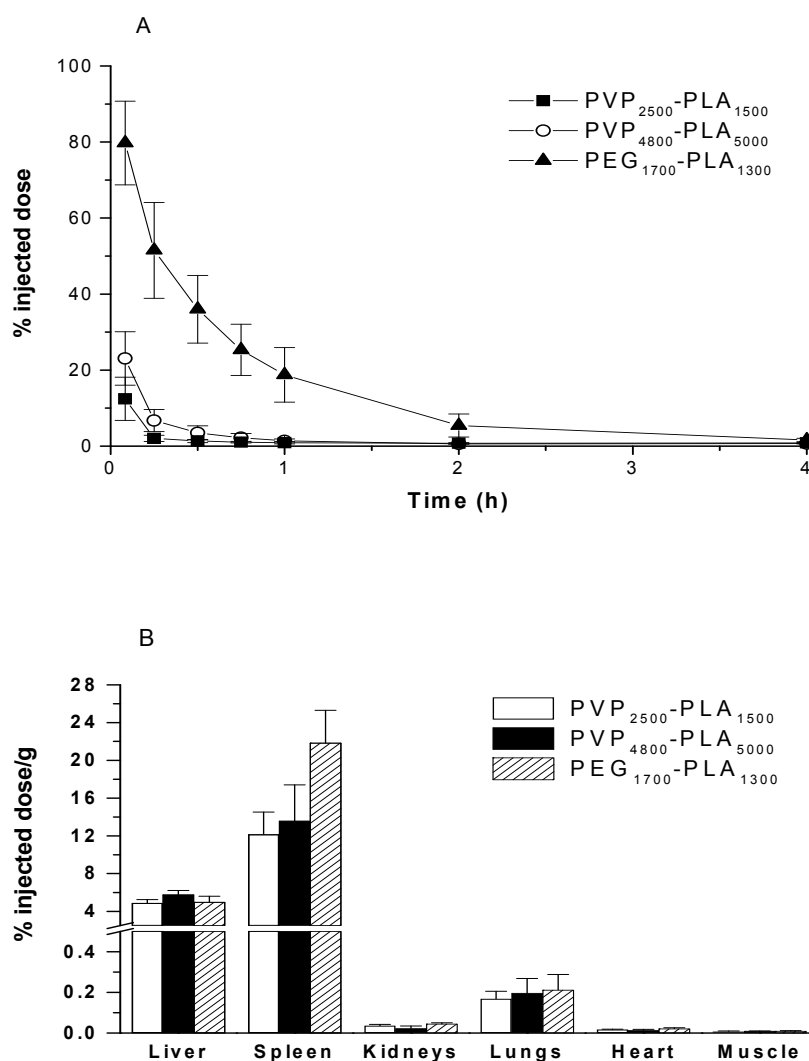 A
100
80
60
40
20
0
% injected dose
0 1 2 3 4
Time (h)
PVP2500-PLA1500
PVP4800-PLA5000
PEG1700-PLA1300
B
28
24
20
16
12
8
4
0.4
0.2
0.0
% injected dose/g
PVP2500-PLA1500
PVP4800-PLA5000
PEG1700-PLA1300
Liver Spleen Kidneys Lungs Heart Muscle